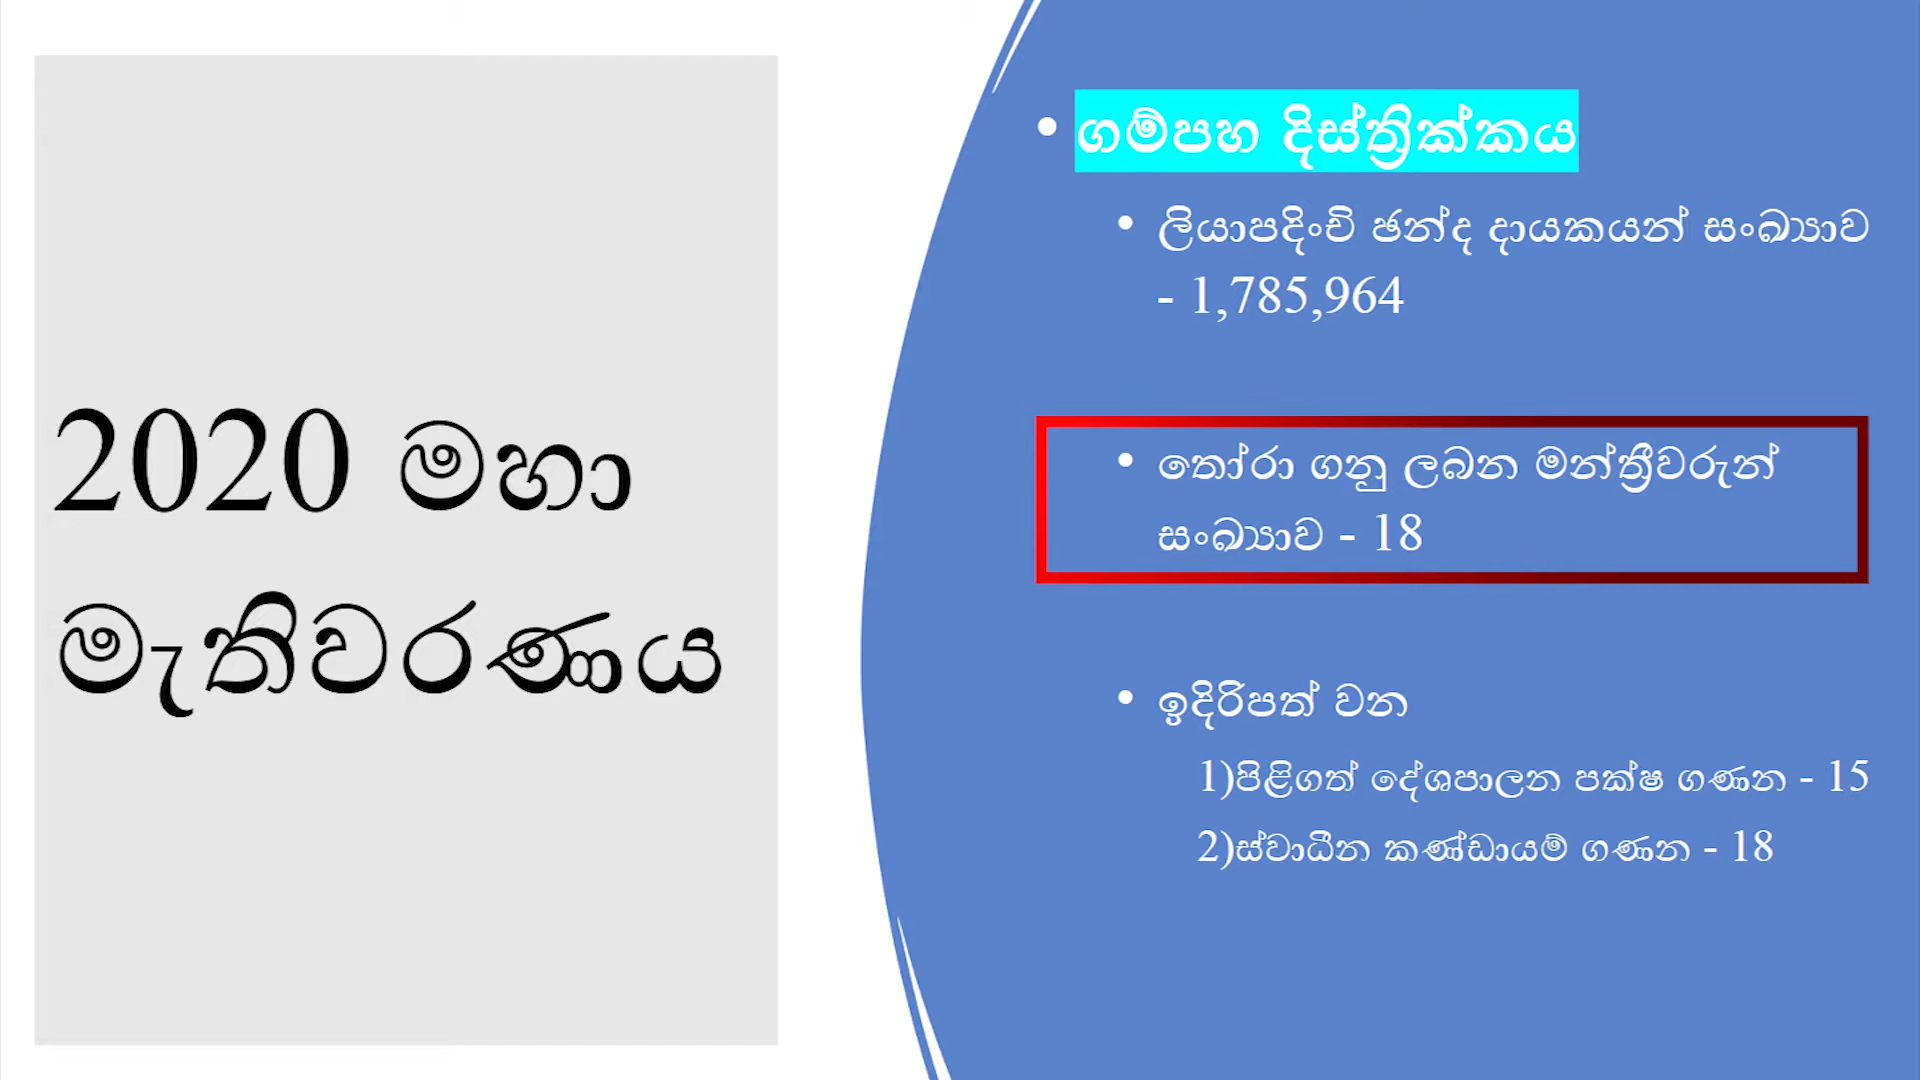 2020 මහා
මැතිවරණය
• ගම්පහ දිස්ත්‍රික්කය
• ලියාපදිංචි ඡන්ද දායකයන් සංඛ්‍යාව
- 1,785,964
• තෝරා ගනු ලබන මන්ත්‍රීවරුන්
සංඛ්‍යාව - 18
• ඉදිරිපත් වන
1)පිළිගත් දේශපාලන පක්ෂ ගණන - 15
2)ස්වාධීන කණ්ඩායම් ගණන - 18